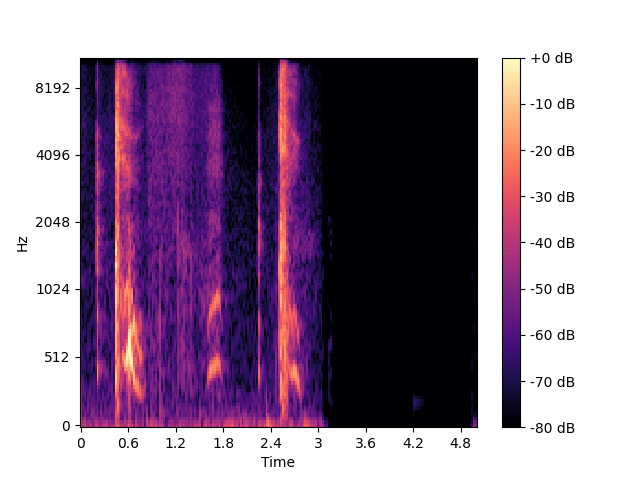 +0 dB
8192
-10 dB
4096
-20 dB
-30 dB
2048
-40 dB
Hz
1024
-50 dB
512
-60 dB
-70 dB
0
-80 dB
0 0.6 1.2 1.8 2.4 3 3.6 4.2 4.8
Time